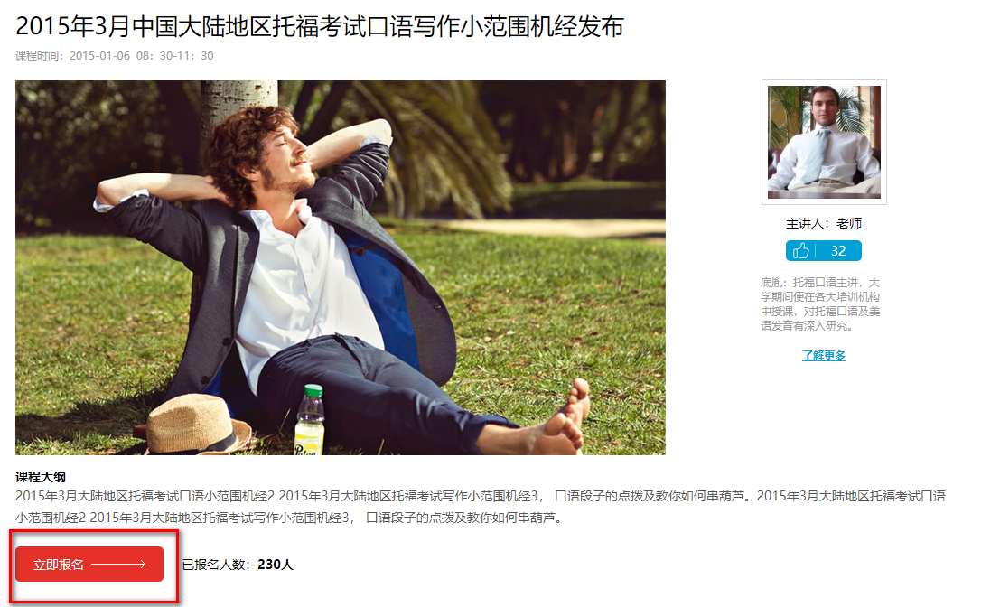 2015年3月中国大陆地区托福考试口语写作小范围机经发布
课程时间：2015-01-06 08：30-11：30
主讲人：老师
32
底胤：托福口语主讲，大
学期间便在各大培训机构
中授课，对托福口语及美
语发音有深入研究。
了解更多
课程大纲
2015年3月大陆地区托福考试口语小范围机经2 2015年3月大陆地区托福考试写作小范围机经3， 口语段子的点拨及教你如何串葫芦。2015年3月大陆地区托福考试口语
小范围机经2 2015年3月大陆地区托福考试写作小范围机经3， 口语段子的点拨及教你如何串葫芦。
立即报名
已报名人数：230人